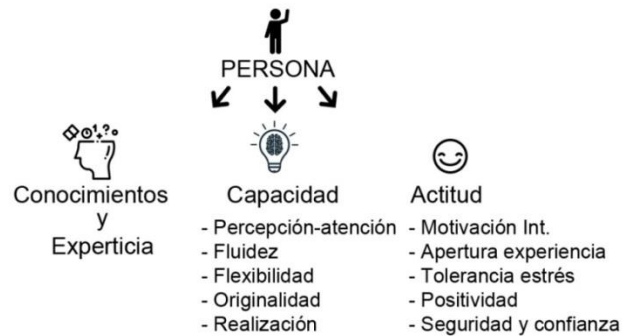 PERSONA
Conocimientos
y
Experticia
Capacidad
- Percepción-atención
- Fluidez
- Flexibilidad
- Originalidad
- Realización
Actitud
- Motivación Int.
- Apertura experiencia
- Tolerancia estrés
- Positividad
- Seguridad y confianza